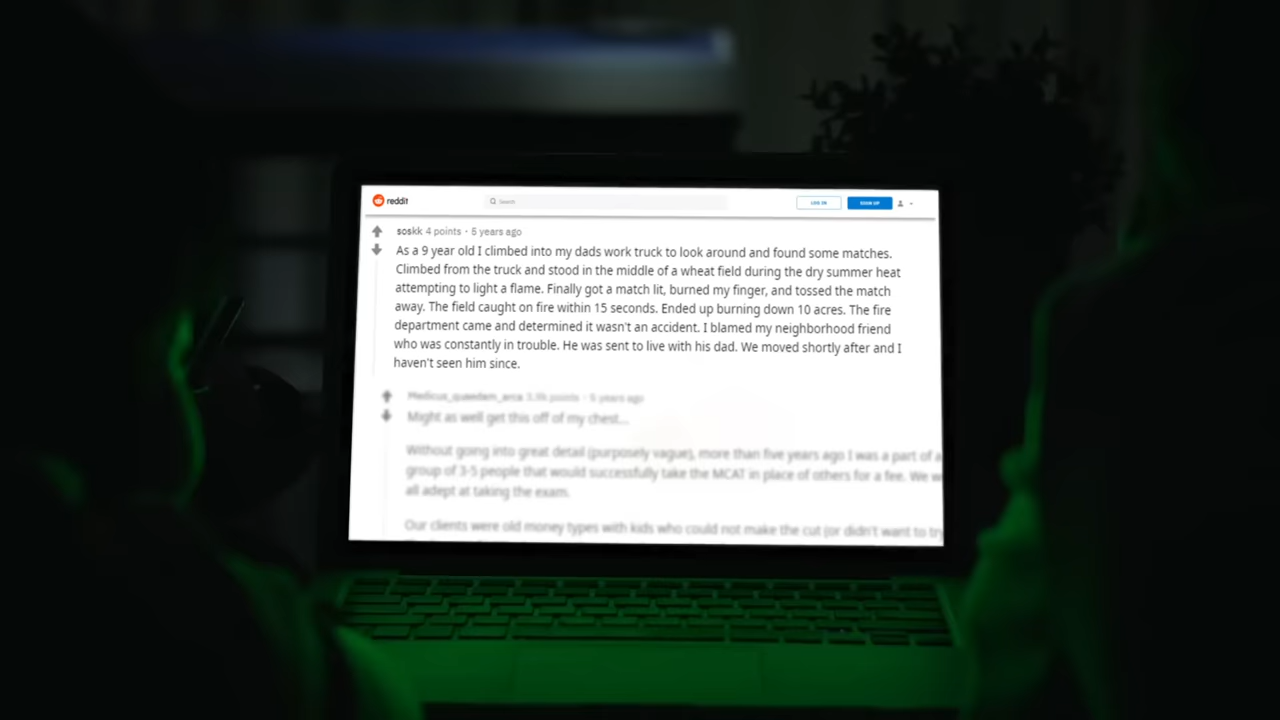 reddit
Search
LOG IN
SIGN UP
soskk 4 points · 5 years ago
As a 9 year old I climbed into my dads work truck to look around and found some matches.
Climbed from the truck and stood in the middle of a wheat field during the dry summer heat
attempting to light a flame. Finally got a match lit, burned my finger, and tossed the match
away. The field caught on fire within 15 seconds. Ended up burning down 10 acres. The fire
department came and determined it wasn't an accident. I blamed my neighborhood friend
who was constantly in trouble. He was sent to live with his dad. We moved shortly after and I
haven't seen him since.
points · 5 years ago
Might as well get this off of my chest...
Without going into great detail (purposely vague), more than five years ago I was a part of a
group of 3-5 people that would successfully take the MCAT in place of others for a fee. We w
all adept at taking the exam.
Our clients were old money types with kids who could not make the cut (or didn't want to try